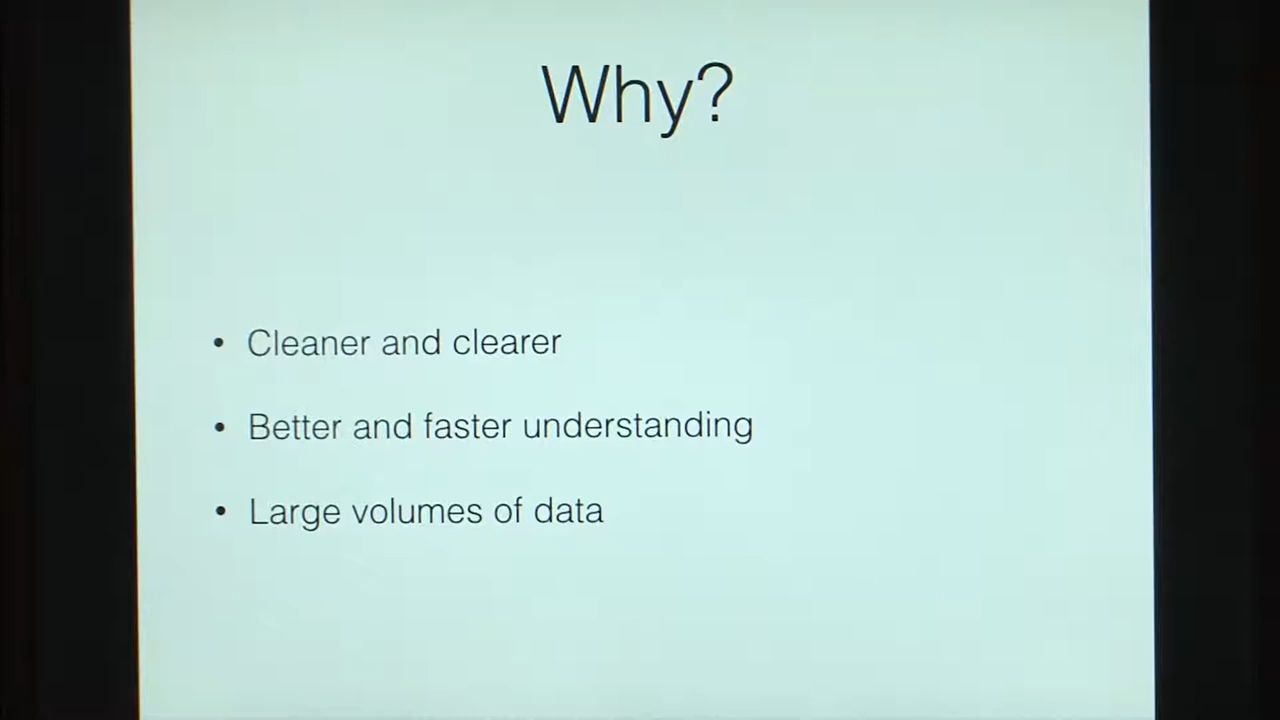 Why?
• Cleaner and clearer
• Better and faster understanding
• Large volumes of data